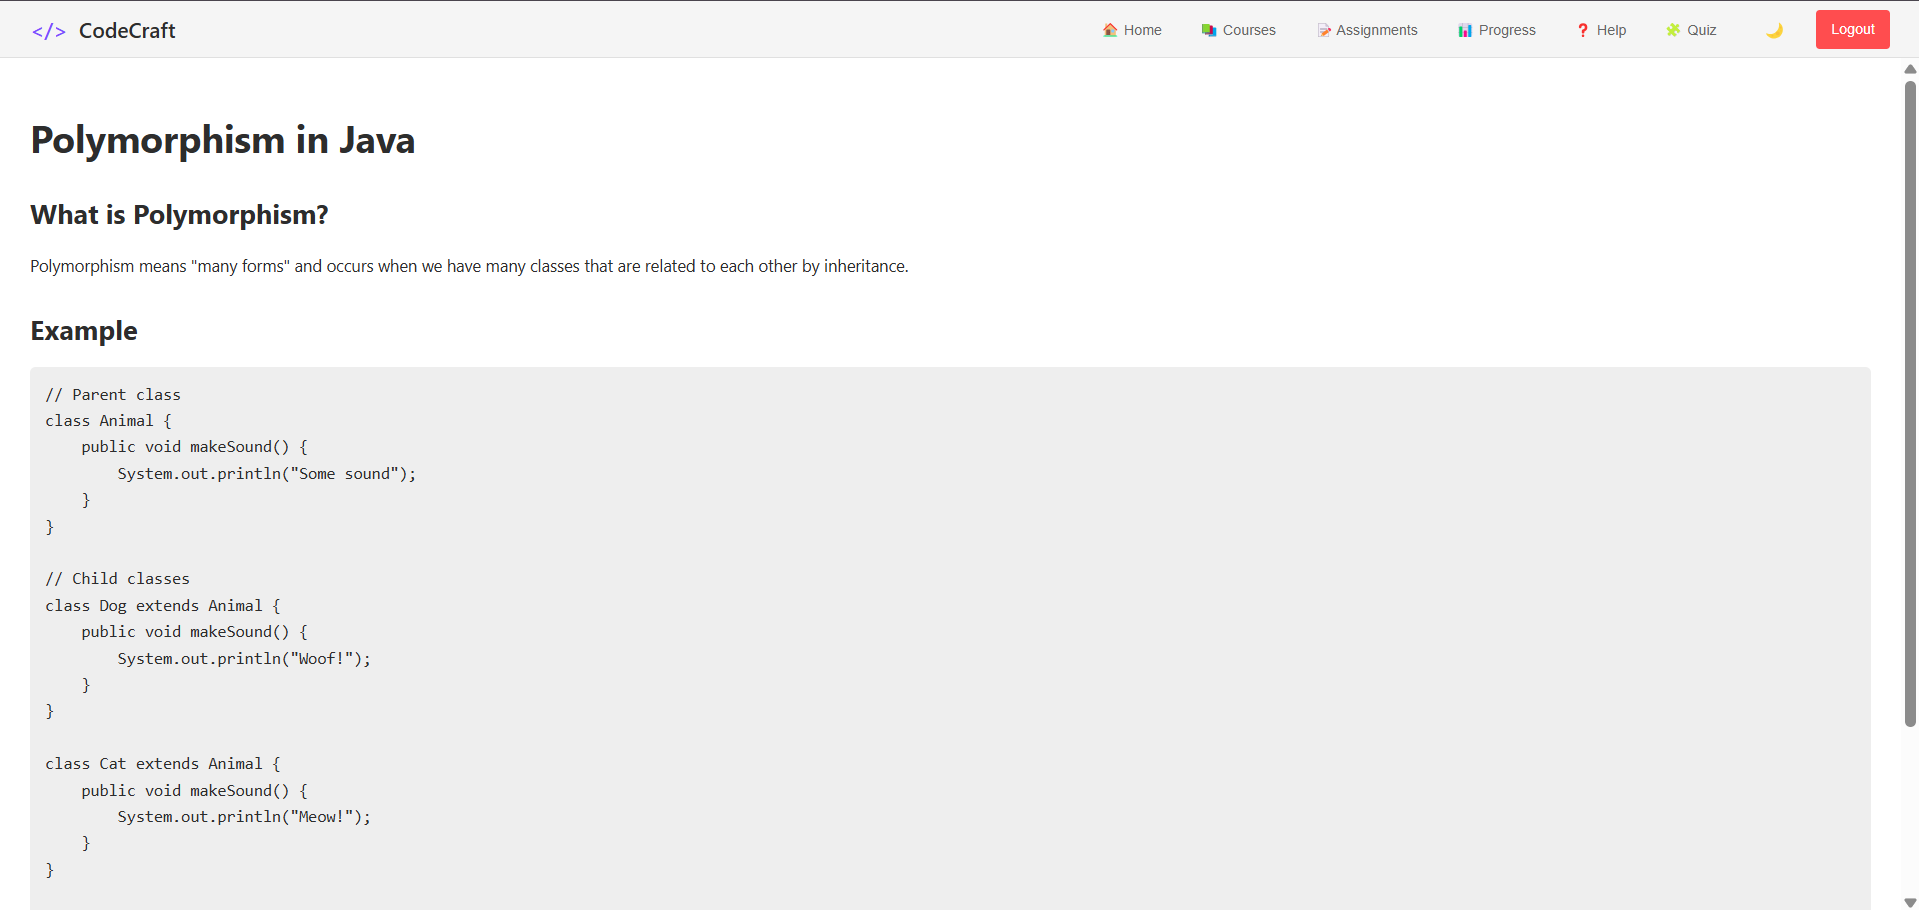 </> CodeCraft
Home
Courses
Assignments
Progress
Help
Quiz
Logout
Polymorphism in Java
What is Polymorphism?
Polymorphism means "many forms" and occurs when we have many classes that are related to each other by inheritance.
Example
// Parent class
class Animal {
    public void makeSound() {
        System.out.println("Some sound");
    }
}

// Child classes
class Dog extends Animal {
    public void makeSound() {
        System.out.println("Woof!");
    }
}

class Cat extends Animal {
    public void makeSound() {
        System.out.println("Meow!");
    }
}